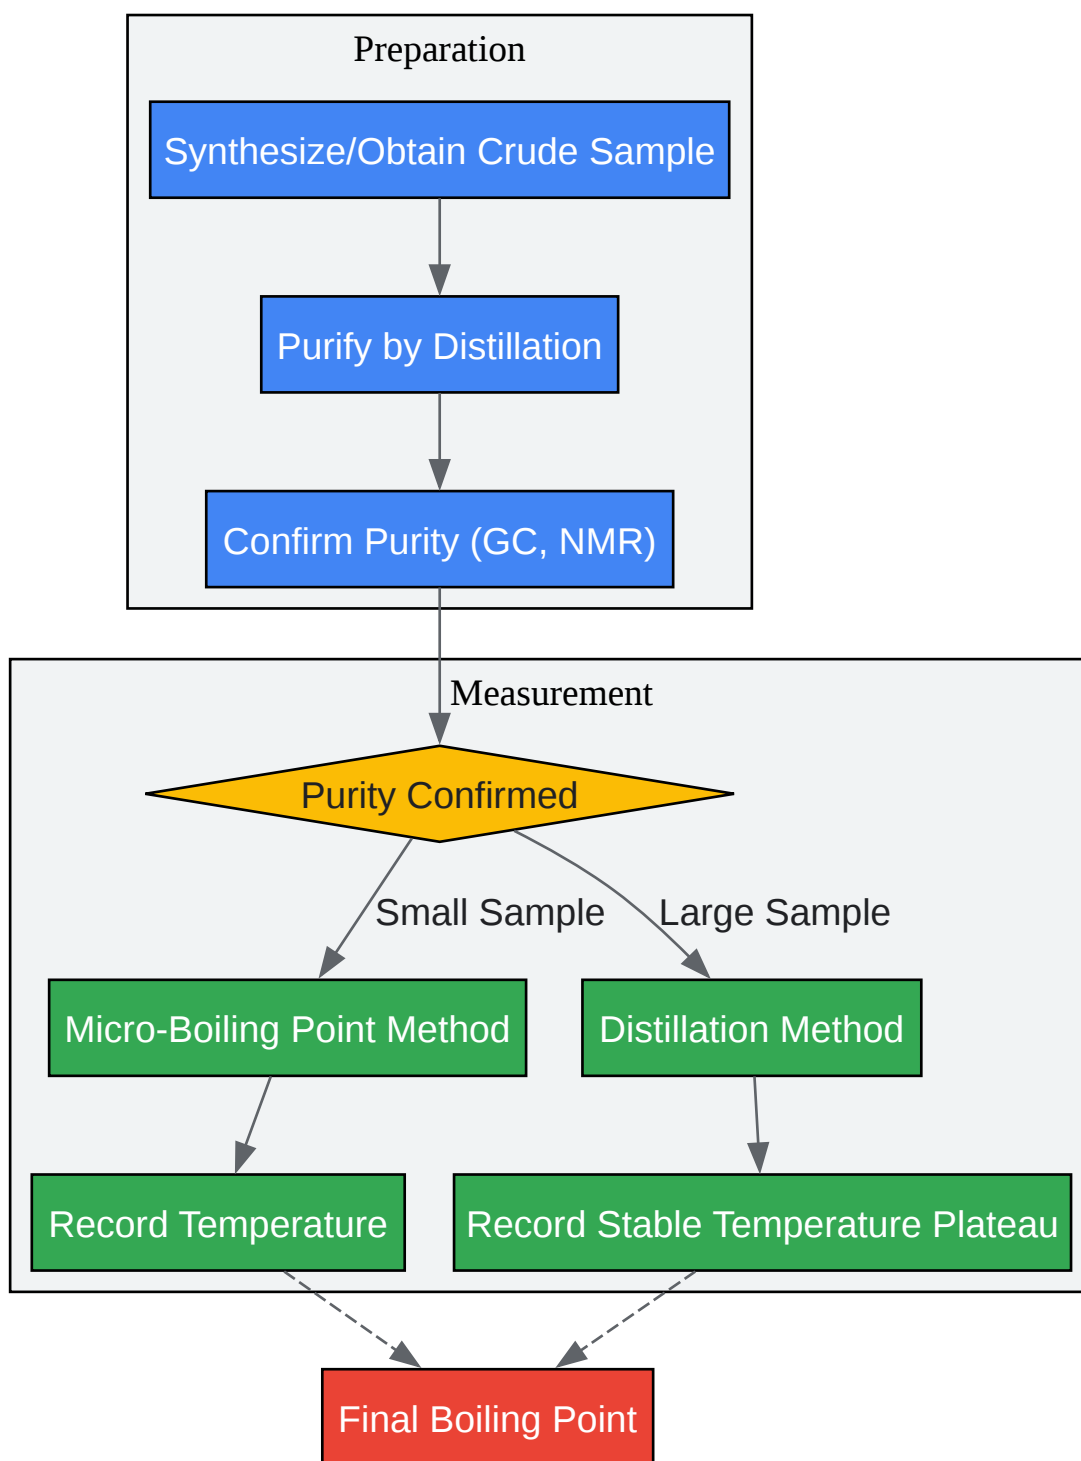 Preparation
Synthesize/Obtain Crude Sample
Purify by Distillation
Confirm Purity (GC, NMR)
Measurement
Purity Confirmed
Small Sample
Large Sample
Micro-Boiling Point Method
Distillation Method
Record Temperature
Record Stable Temperature Plateau
Final Boiling Point